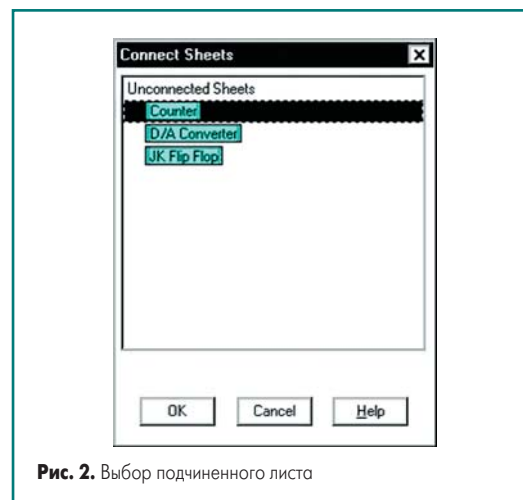 Connect Sheets
Unconnected Sheets
Counter
D/A Converter
JK Flip Flop
OK Cancel Help
Рис. 2. Выбор подчиненного листа